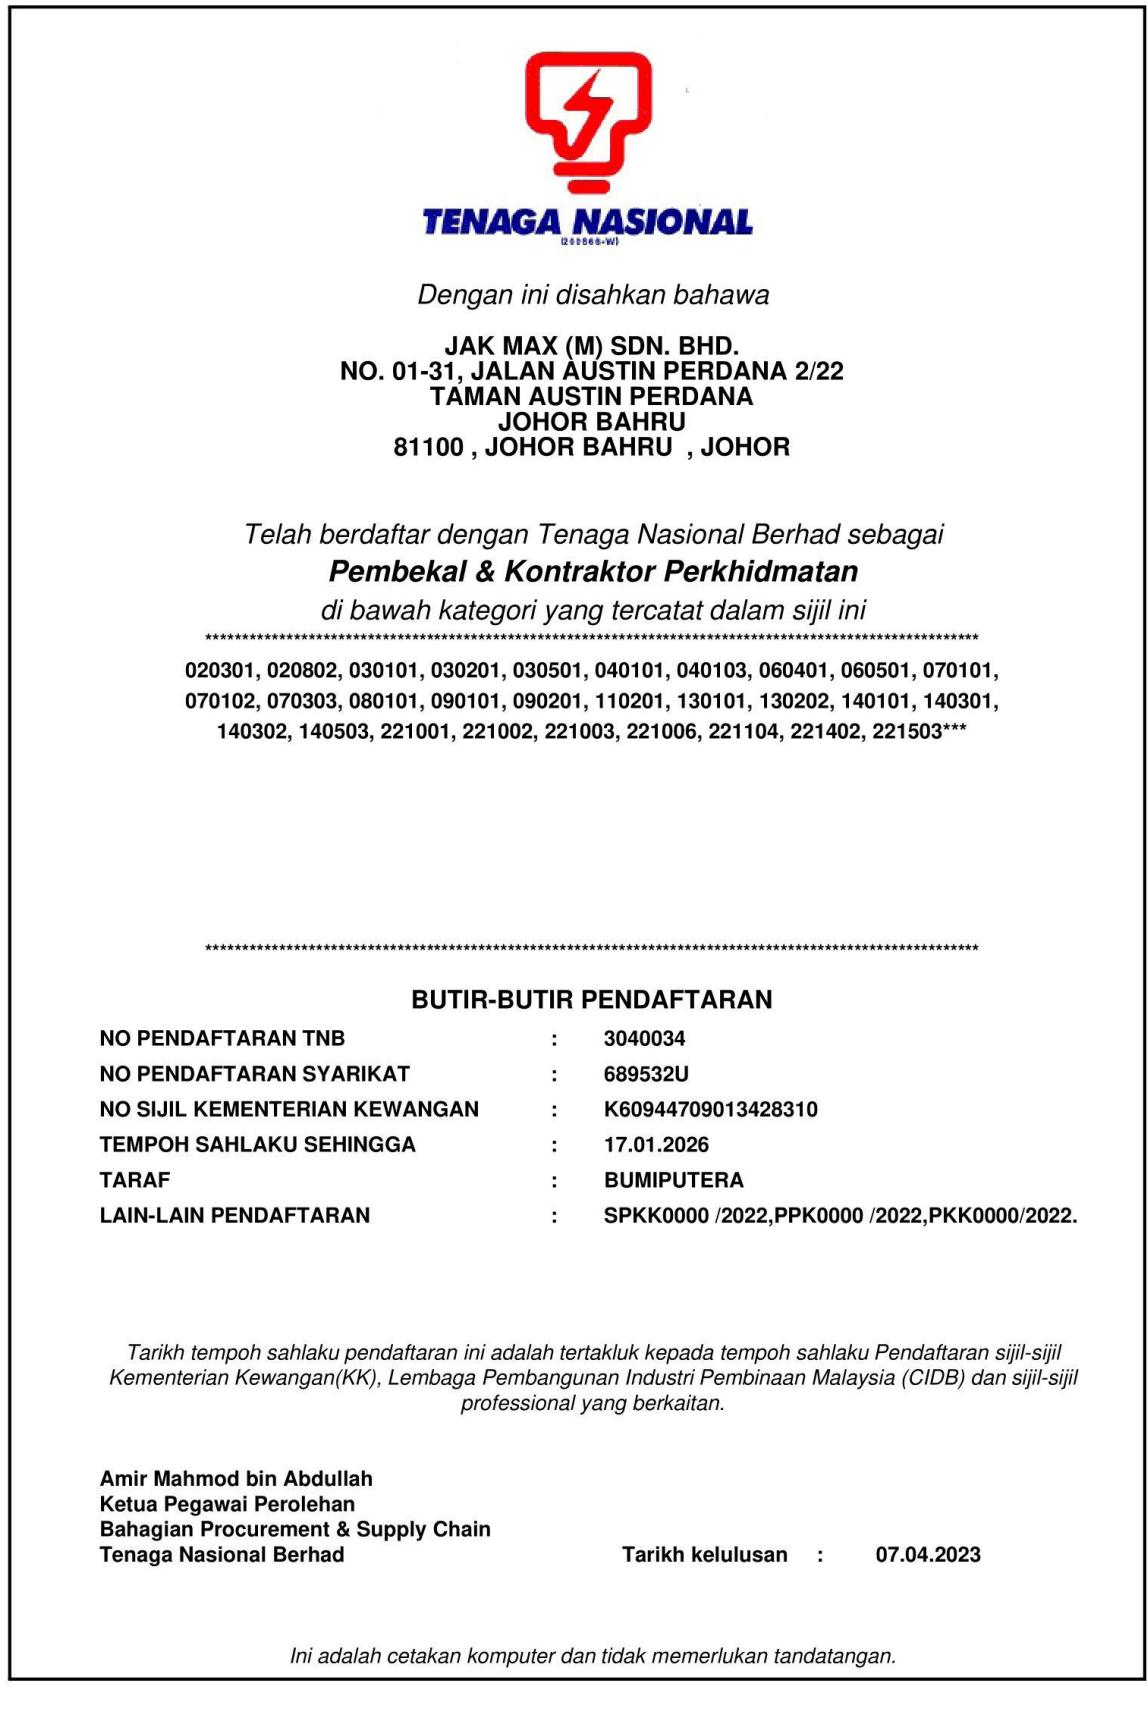 TENAGA NASIONAL
(200866-W)
Dengan ini disahkan bahawa
JAK MAX (M) SDN. BHD.
NO. 01-31, JALAN AUSTIN PERDANA 2/22
TAMAN AUSTIN PERDANA
JOHOR BAHRU
81100 , JOHOR BAHRU , JOHOR
Telah berdaftar dengan Tenaga Nasional Berhad sebagai
Pembekal & Kontraktor Perkhidmatan
di bawah kategori yang tercatat dalam sijil ini
*********************************************************************************************************
020301, 020802, 030101, 030201, 030501, 040101, 040103, 060401, 060501, 070101,
070102, 070303, 080101, 090101, 090201, 110201, 130101, 130202, 140101, 140301,
140302, 140503, 221001, 221002, 221003, 221006, 221104, 221402, 221503***
*********************************************************************************************************
BUTIR-BUTIR PENDAFTARAN
NO PENDAFTARAN TNB : 3040034
NO PENDAFTARAN SYARIKAT : 689532U
NO SIJIL KEMENTERIAN KEWANGAN : K60944709013428310
TEMPOH SAHLAKU SEHINGGA : 17.01.2026
TARAF : BUMIPUTERA
LAIN-LAIN PENDAFTARAN : SPKK0000 /2022,PPK0000 /2022,PKK0000/2022.
Tarikh tempoh sahlaku pendaftaran ini adalah tertakluk kepada tempoh sahlaku Pendaftaran sijil-sijil
Kementerian Kewangan(KK), Lembaga Pembangunan Industri Pembinaan Malaysia (CIDB) dan sijil-sijil
professional yang berkaitan.
Amir Mahmod bin Abdullah
Ketua Pegawai Perolehan
Bahagian Procurement & Supply Chain
Tenaga Nasional Berhad Tarikh kelulusan : 07.04.2023
Ini adalah cetakan komputer dan tidak memerlukan tandatangan.